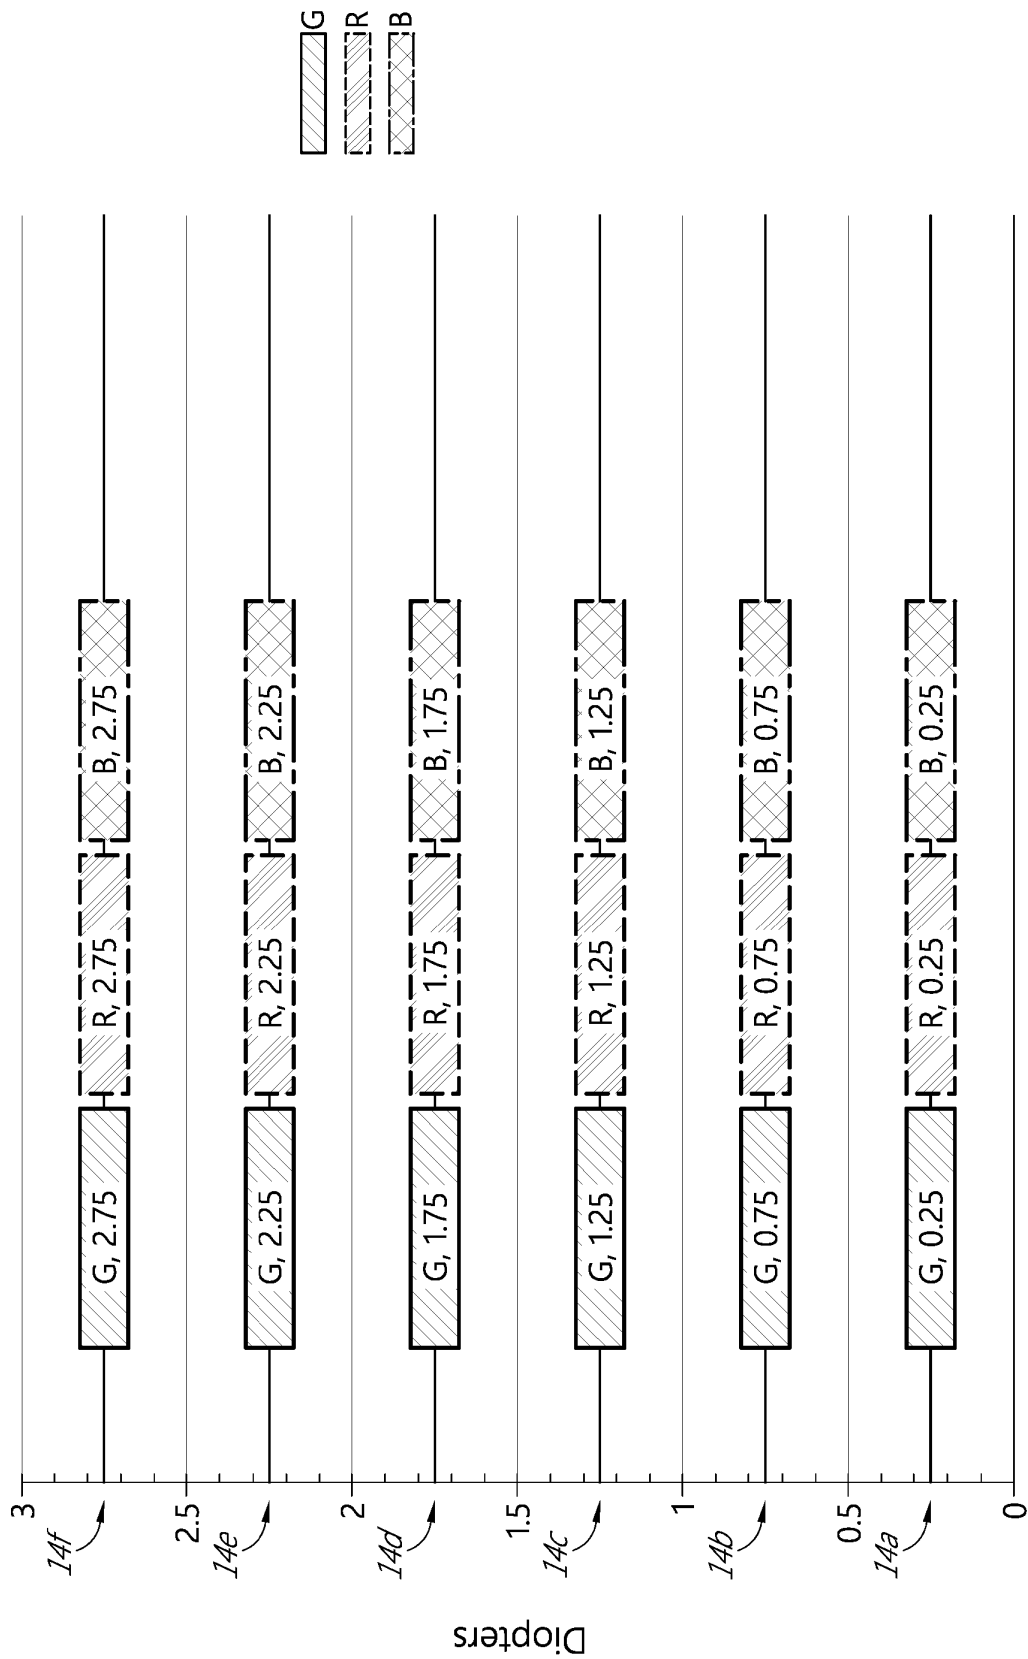 Diopters
3
14f
G, 2.75
R, 2.75
B, 2.75
2.5
14e
G, 2.25
R, 2.25
B, 2.25
2
14d
G, 1.75
R, 1.75
B, 1.75
1.5
14c
G, 1.25
R, 1.25
B, 1.25
1
14b
G, 0.75
R, 0.75
B, 0.75
0.5
14a
G, 0.25
R, 0.25
B, 0.25
0
G
R
B